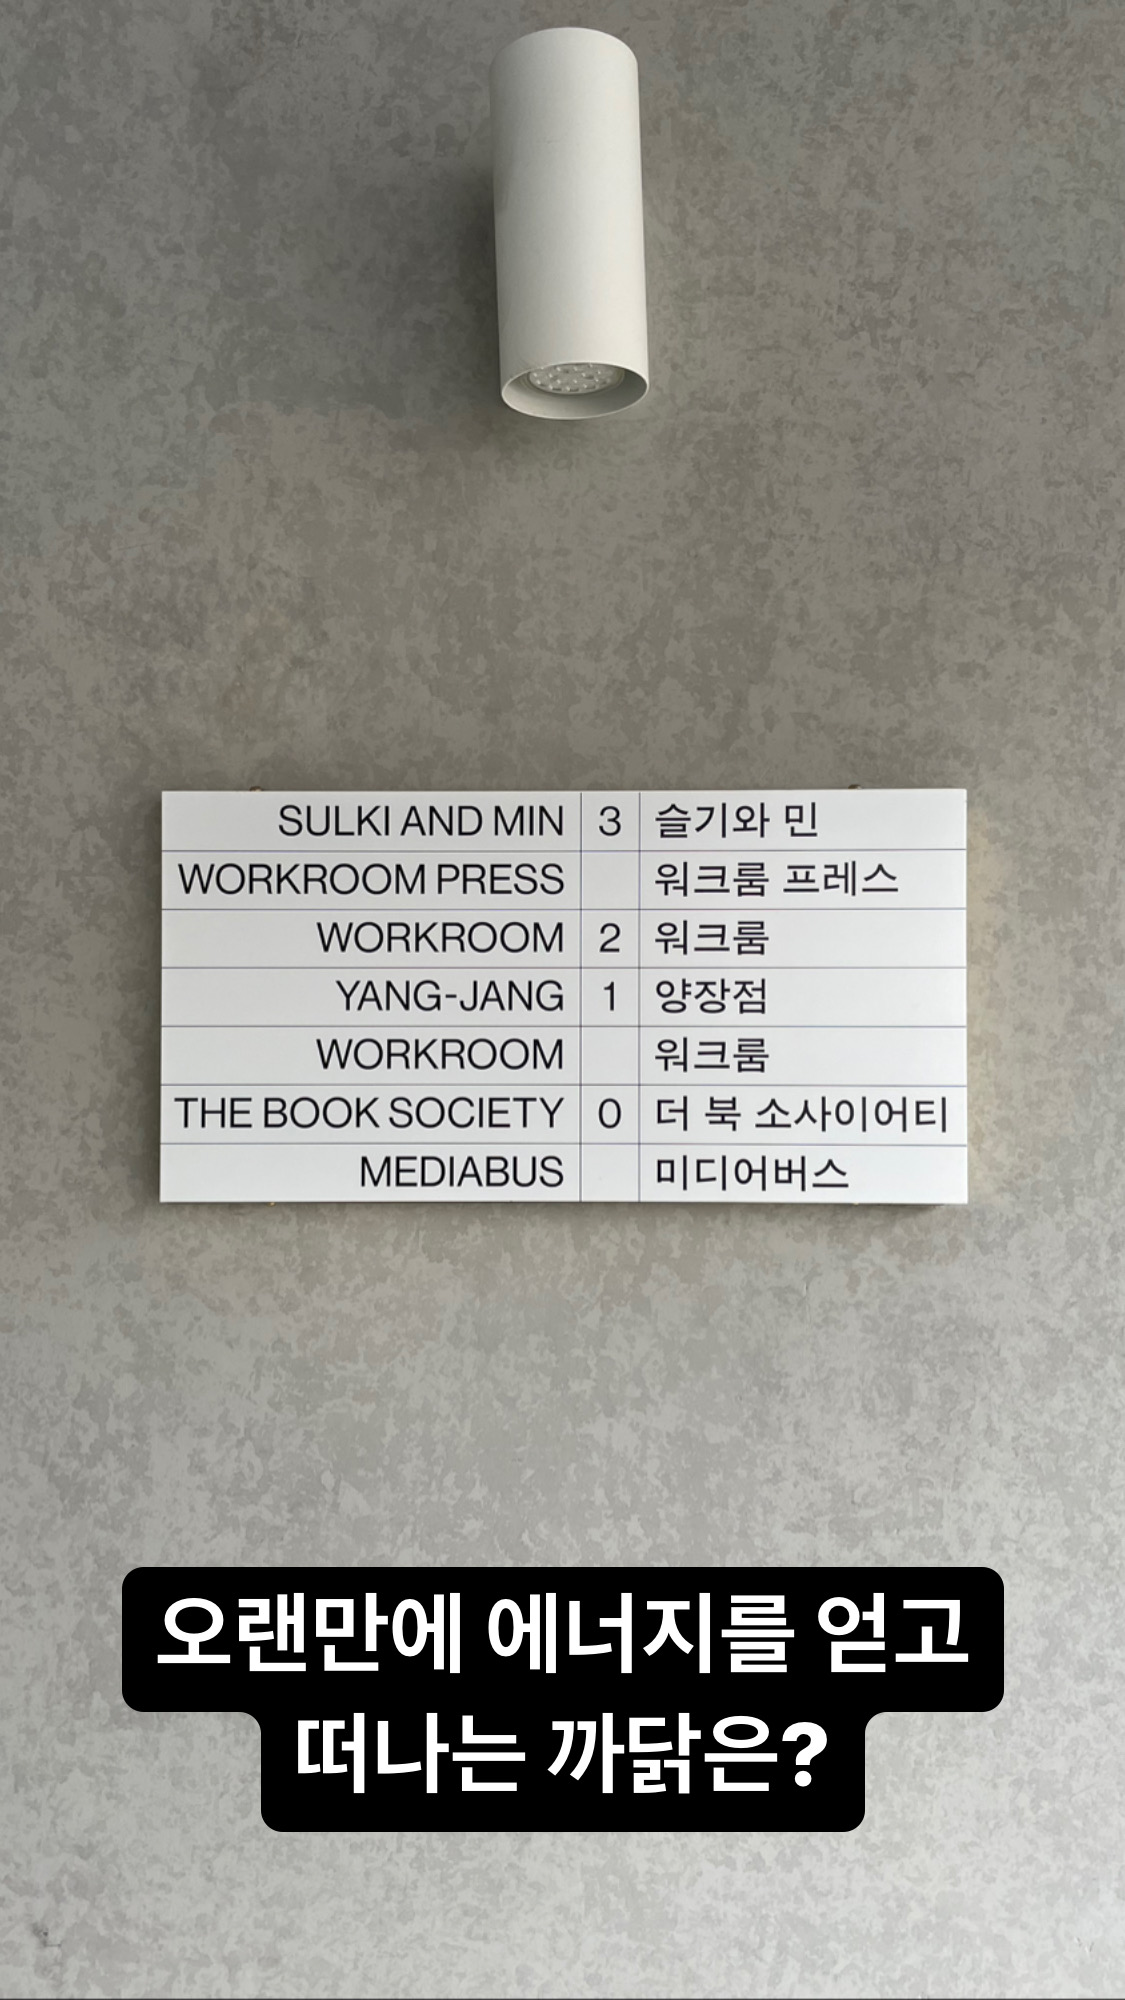 SULKI AND MIN 3 슬기와 민
WORKROOM PRESS 워크룸 프레스
WORKROOM 2 워크룸
YANG-JANG 1 양장점
WORKROOM 워크룸
THE BOOK SOCIETY 0 더 북 소사이어티
MEDIABUS 미디어버스
오랜만에 에너지를 얻고
떠나는 까닭은?